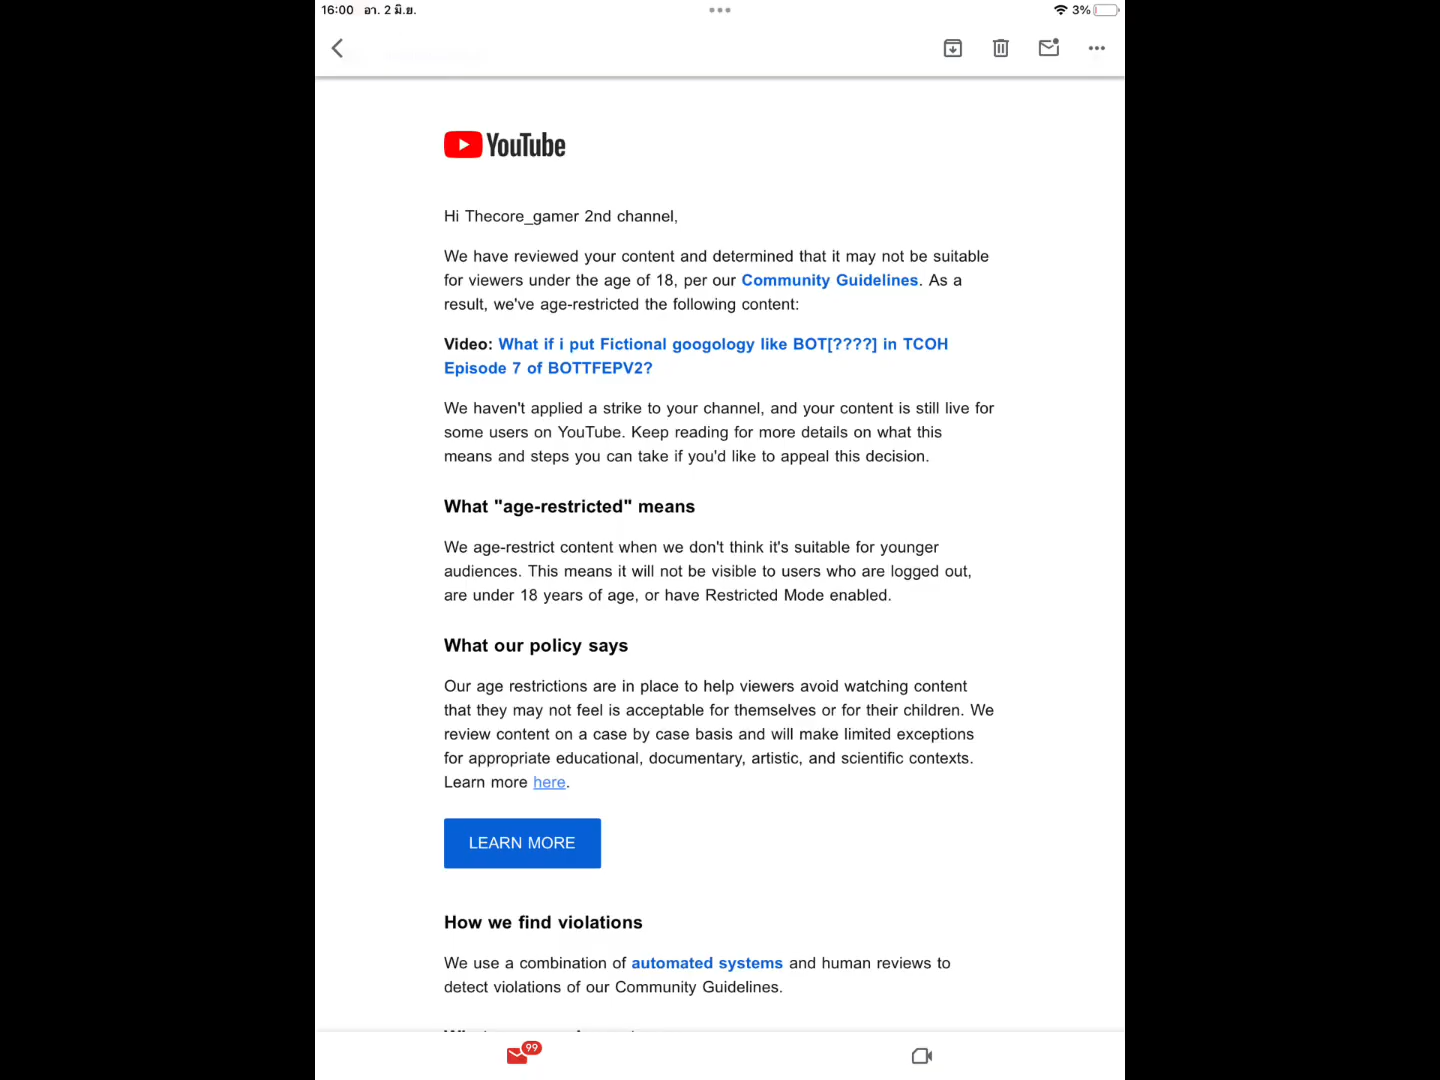 16:00 อา. 2 มิ.ย.
3%
YouTube
Hi Thecore_gamer 2nd channel,
We have reviewed your content and determined that it may not be suitable
for viewers under the age of 18, per our Community Guidelines. As a
result, we've age-restricted the following content:
Video: What if i put Fictional googology like BOT[????] in TCOH
Episode 7 of BOTTFEPV2?
We haven't applied a strike to your channel, and your content is still live for
some users on YouTube. Keep reading for more details on what this
means and steps you can take if you'd like to appeal this decision.
What "age-restricted" means
We age-restrict content when we don't think it's suitable for younger
audiences. This means it will not be visible to users who are logged out,
are under 18 years of age, or have Restricted Mode enabled.
What our policy says
Our age restrictions are in place to help viewers avoid watching content
that they may not feel is acceptable for themselves or for their children. We
review content on a case by case basis and will make limited exceptions
for appropriate educational, documentary, artistic, and scientific contexts.
Learn more here.
LEARN MORE
How we find violations
We use a combination of automated systems and human reviews to
detect violations of our Community Guidelines.
99